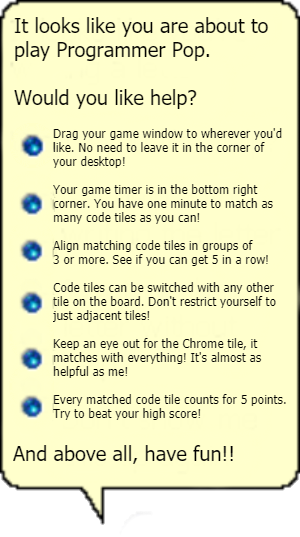 It looks like you are about to
play Programmer Pop.
Would you like help?
Drag your game window to wherever you'd
like. No need to leave it in the corner of
your desktop!
Your game timer is in the bottom right
corner. You have one minute to match as
many code tiles as you can!
Align matching code tiles in groups of
3 or more. See if you can get 5 in a row!
Code tiles can be switched with any other
tile on the board. Don't restrict yourself to
just adjacent tiles!
Keep an eye out for the Chrome tile, it
matches with everything! It's almost as
helpful as me!
Every matched code tile counts for 5 points.
Try to beat your high score!
And above all, have fun!!